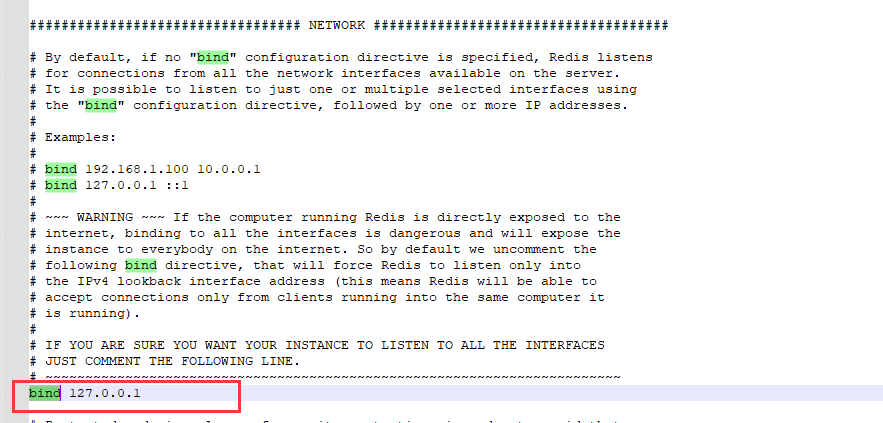 ################################## NETWORK #####################################
# By default, if no "bind" configuration directive is specified, Redis listens
# for connections from all the network interfaces available on the server.
# It is possible to listen to just one or multiple selected interfaces using
# the "bind" configuration directive, followed by one or more IP addresses.
#
# Examples:
#
# bind 192.168.1.100 10.0.0.1
# bind 127.0.0.1 ::1
#
# ~~~ WARNING ~~~ If the computer running Redis is directly exposed to the
# internet, binding to all the interfaces is dangerous and will expose the
# instance to everybody on the internet. So by default we uncomment the
# following bind directive, that will force Redis to listen only into
# the IPv4 lookback interface address (this means Redis will be able to
# accept connections only from clients running into the same computer it
# is running).
#
# IF YOU ARE SURE YOU WANT YOUR INSTANCE TO LISTEN TO ALL THE INTERFACES
# JUST COMMENT THE FOLLOWING LINE.
# ~~~~~~~~~~~~~~~~~~~~~~~~~~~~~~~~~~~~~~~~~~~~~~~~~~~~~~~~~~~~~~~~~~~~~~~~
bind 127.0.0.1